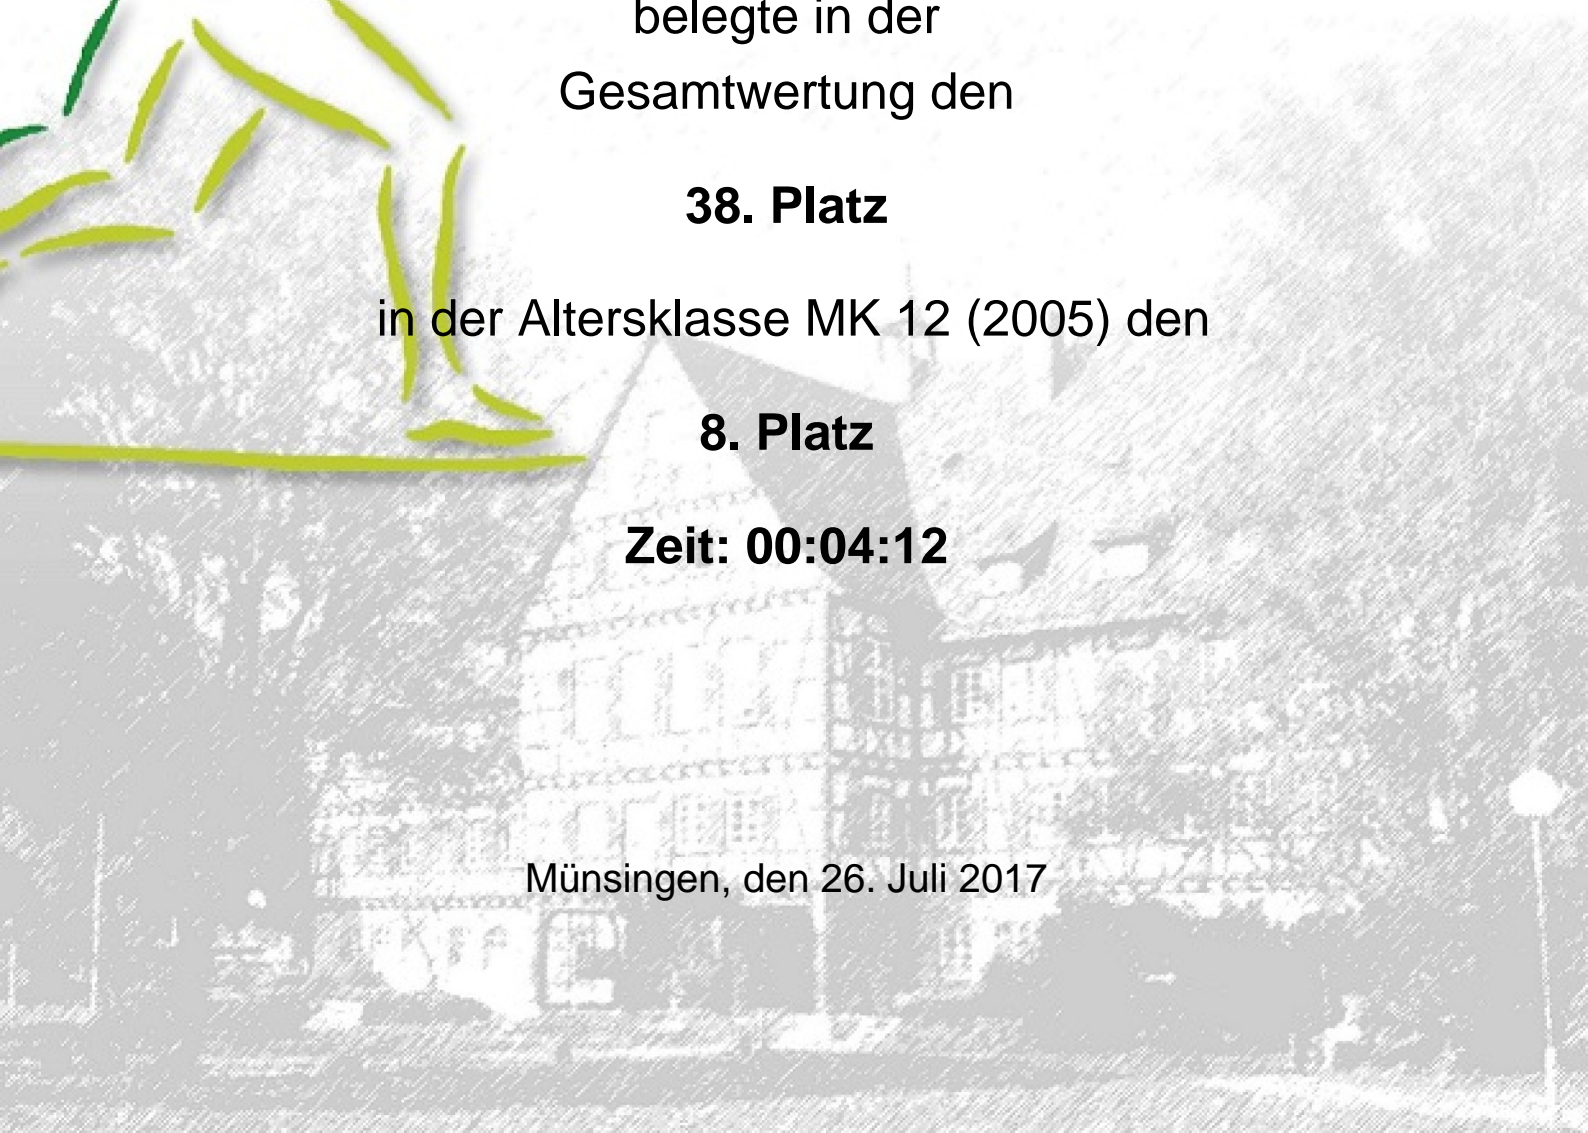 belegte in der
Gesamtwertung den
38. Platz
in der Altersklasse MK 12 (2005) den
8. Platz
Zeit: 00:04:12
Münsingen, den 26. Juli 2017